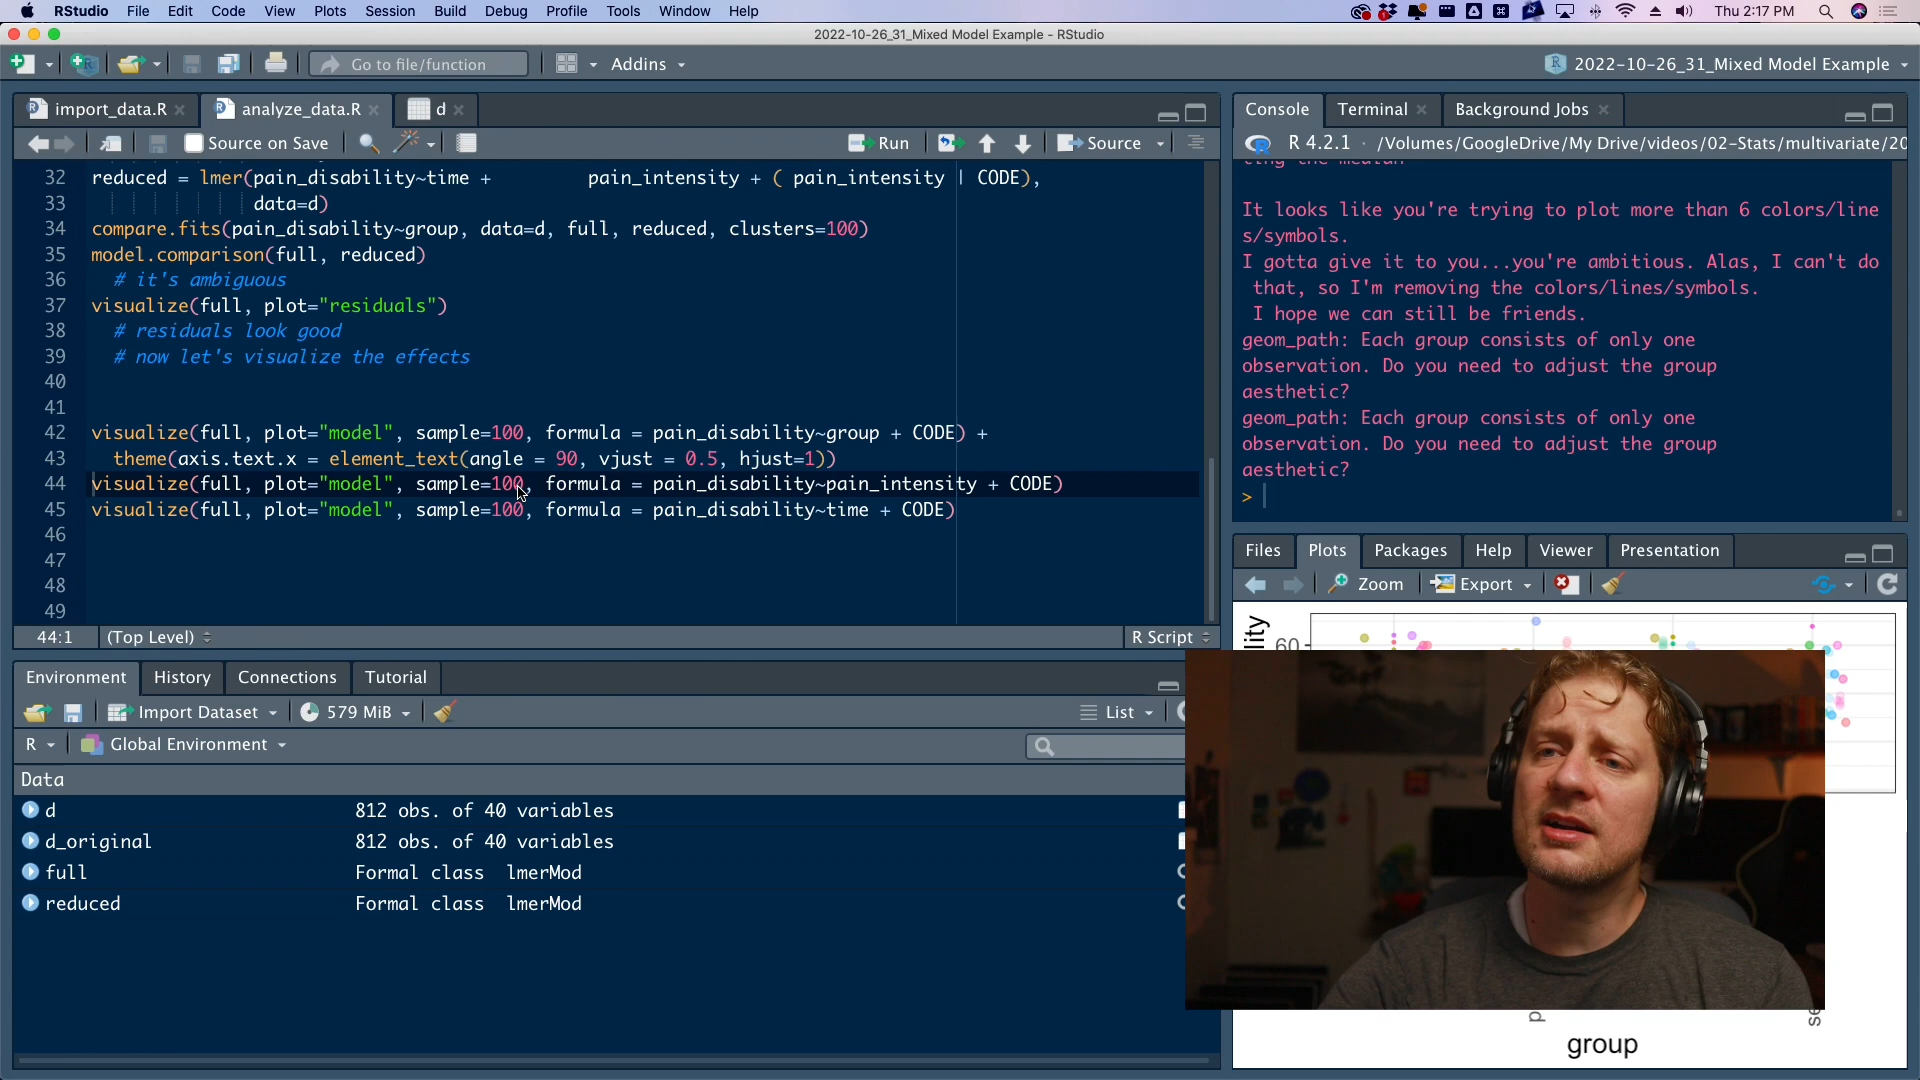 RStudio File Edit Code View Plots Session Build Debug Profile Tools Window Help Thu 2:17 PM
2022-10-26_31_Mixed Model Example - RStudio
Go to file/function Addins 2022-10-26_31_Mixed Model Example
import_data.R analyze_data.R d
Source on Save Run Source
32 reduced = lmer(pain_disability~time + pain_intensity + ( pain_intensity | CODE),
33 data=d)
34 compare.fits(pain_disability~group, data=d, full, reduced, clusters=100)
35 model.comparison(full, reduced)
36 # it's ambiguous
37 visualize(full, plot="residuals")
38 # residuals look good
39 # now let's visualize the effects
40
41
42 visualize(full, plot="model", sample=100, formula = pain_disability~group + CODE) +
43 theme(axis.text.x = element_text(angle = 90, vjust = 0.5, hjust=1))
44 visualize(full, plot="model", sample=100, formula = pain_disability~pain_intensity + CODE)
45 visualize(full, plot="model", sample=100, formula = pain_disability~time + CODE)
46
47
48
49
44:1 (Top Level) R Script
Environment History Connections Tutorial
Import Dataset 579 MiB List
R Global Environment
Data
d 812 obs. of 40 variables
d_original 812 obs. of 40 variables
full Formal class lmerMod
reduced Formal class lmerMod
Console Terminal Background Jobs
R 4.2.1 · /Volumes/GoogleDrive/My Drive/videos/02-Stats/multivariate/20
ting the median
It looks like you're trying to plot more than 6 colors/line
s/symbols.
I gotta give it to you...you're ambitious. Alas, I can't do
that, so I'm removing the colors/lines/symbols.
I hope we can still be friends.
geom_path: Each group consists of only one
observation. Do you need to adjust the group
aesthetic?
geom_path: Each group consists of only one
observation. Do you need to adjust the group
aesthetic?
>
Files Plots Packages Help Viewer Presentation
Zoom Export
lity
60
p
se
group